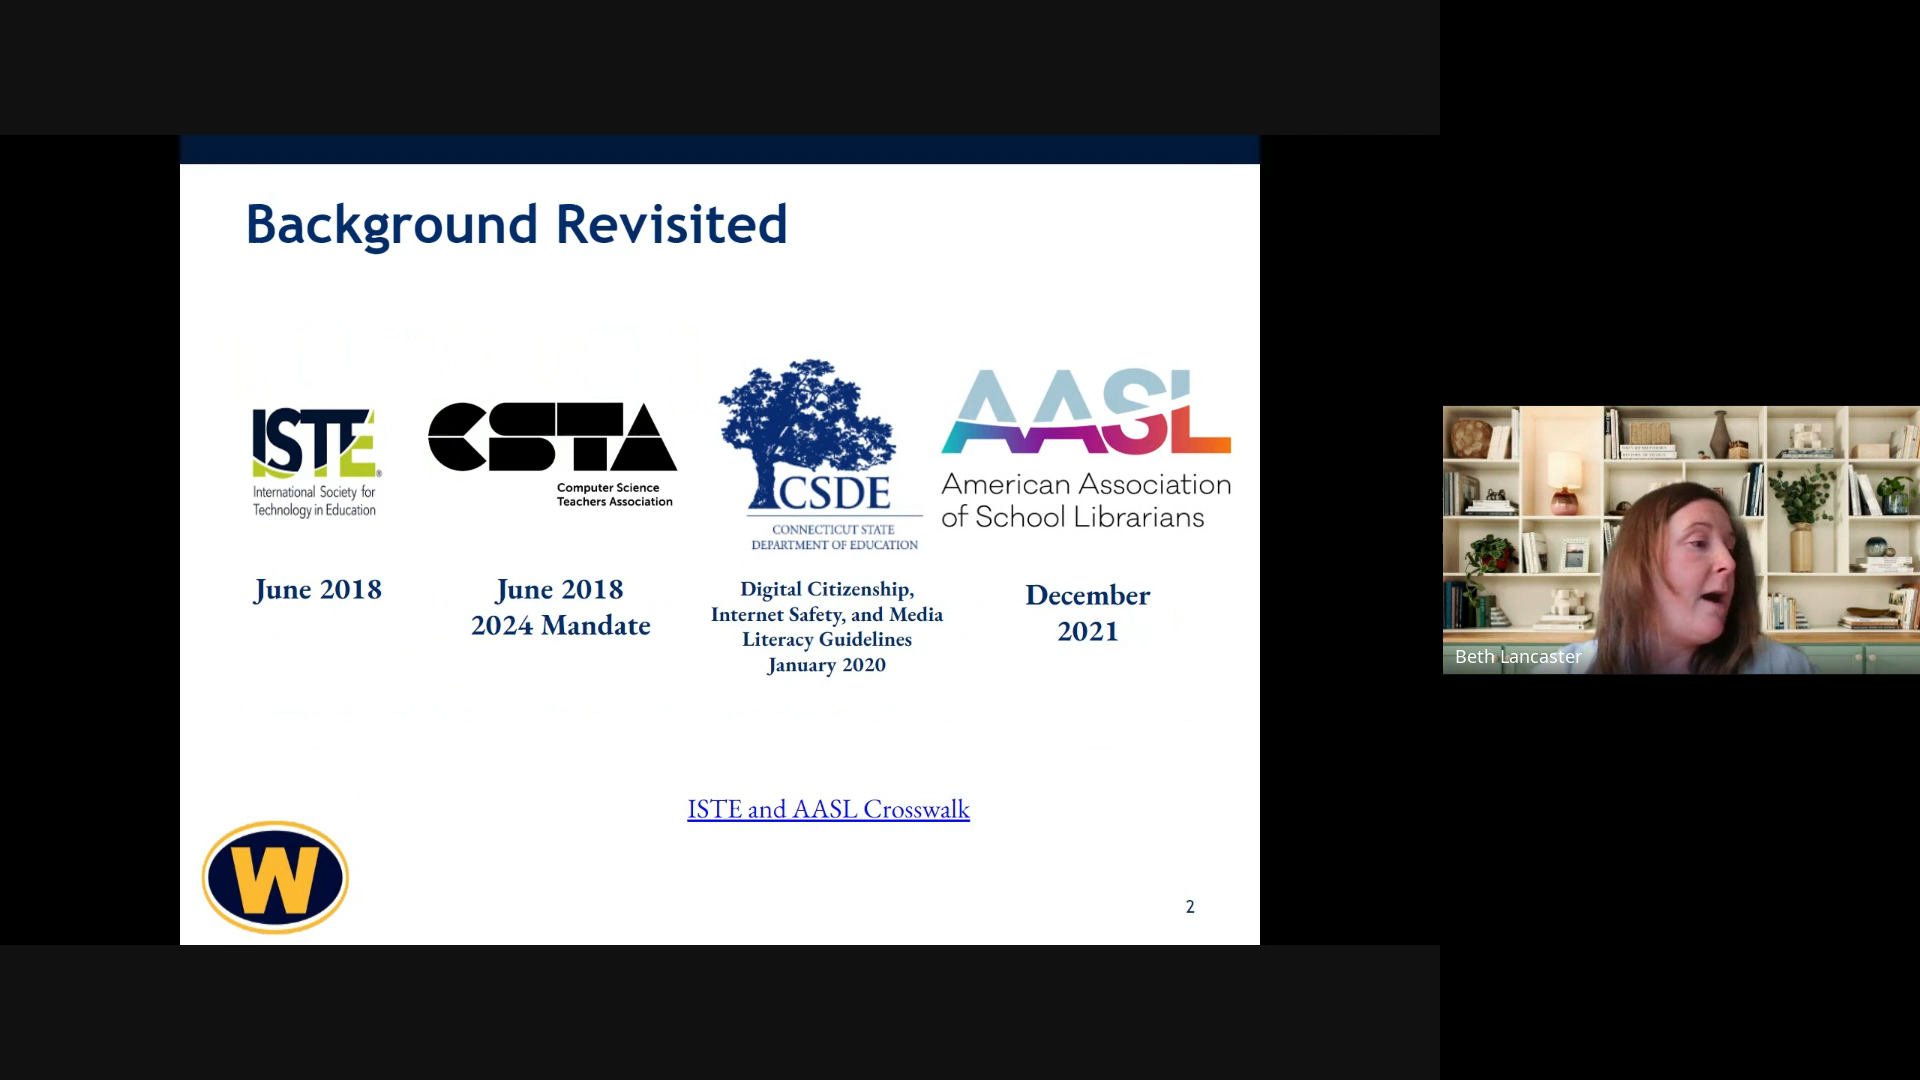 Background Revisited
ISTE®
International Society for
Technology in Education
CSTA
Computer Science
Teachers Association
CSDE
CONNECTICUT STATE
DEPARTMENT OF EDUCATION
AASL
American Association
of School Librarians
June 2018
June 2018
2024 Mandate
Digital Citizenship,
Internet Safety, and Media
Literacy Guidelines
January 2020
December
2021
ISTE and AASL Crosswalk
W
2
Beth Lancaster